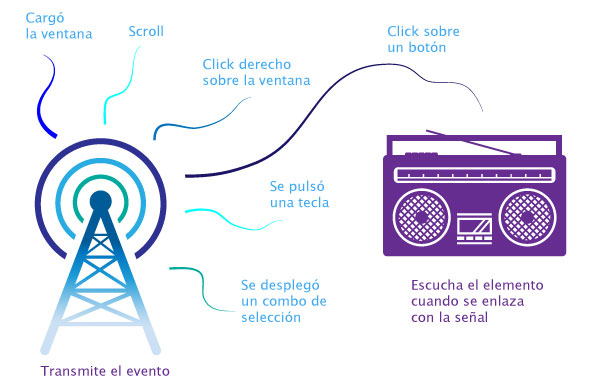 Cargó
la ventana
Scroll
Click derecho
sobre la ventana
Click sobre
un botón
Se pulsó
una tecla
Se desplegó
un combo de
selección
Escucha el elemento
cuando se enlaza
con la señal
Transmite el evento